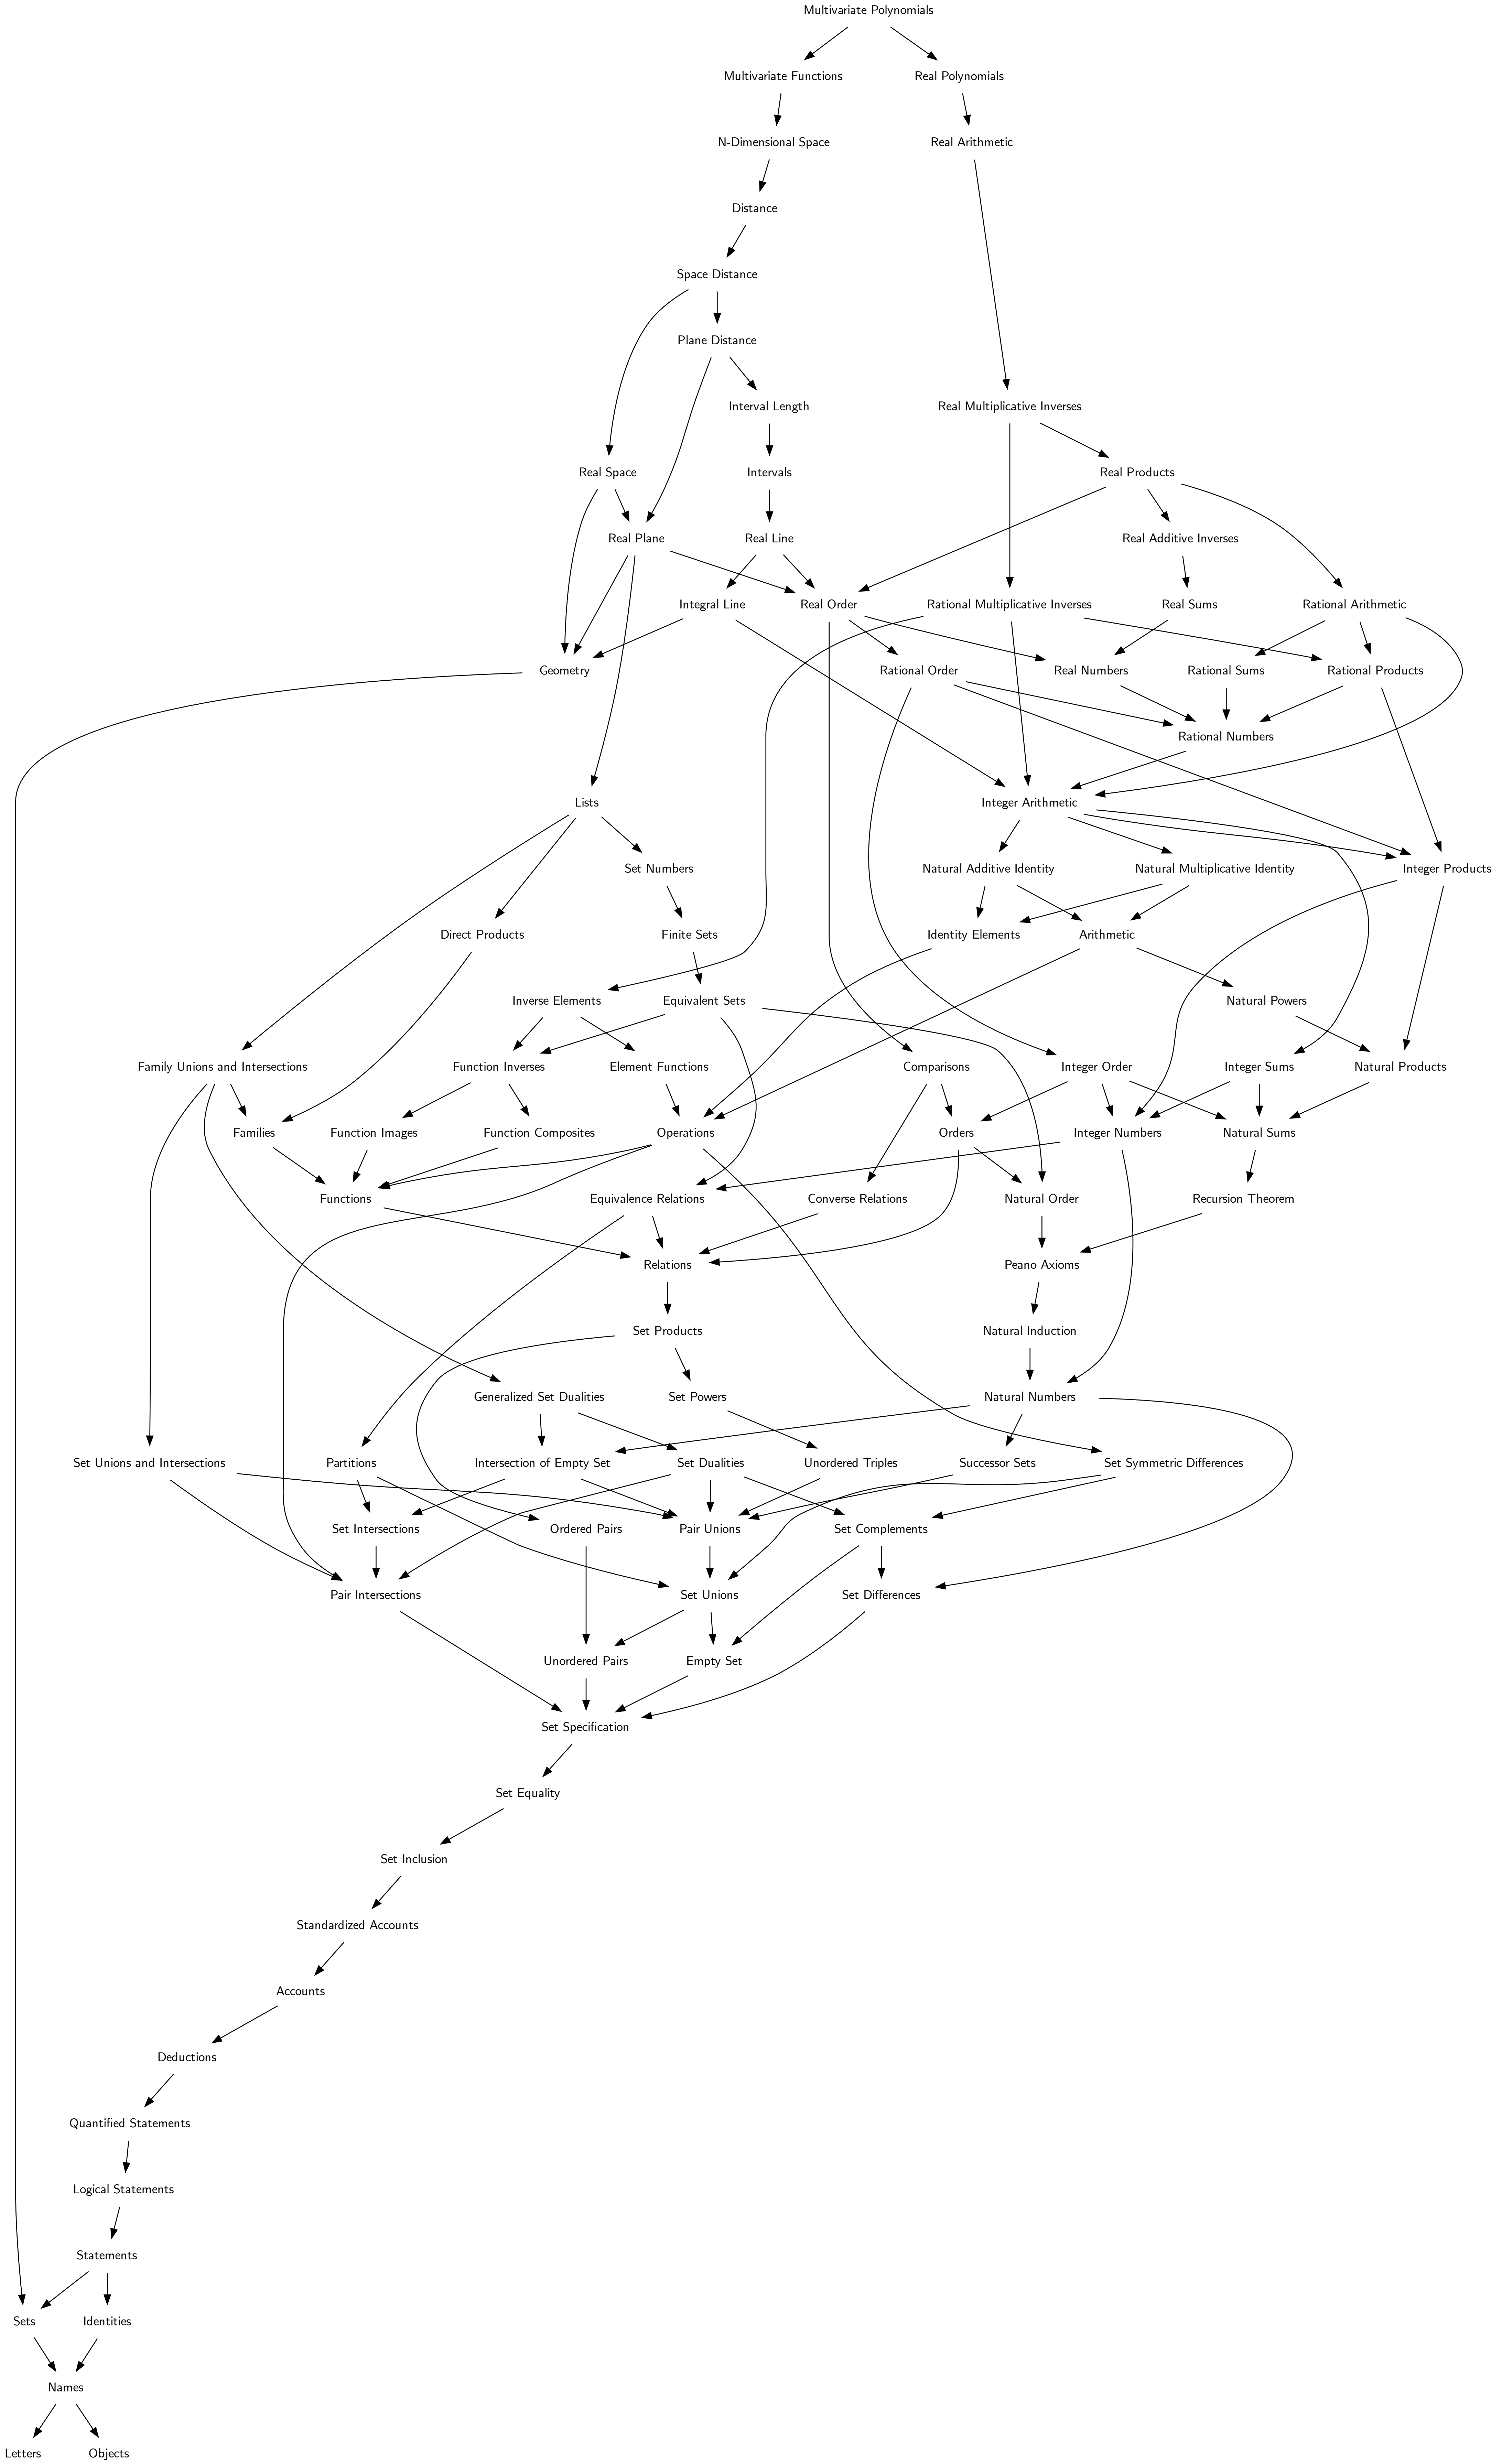 Multivariate Polynomials
Multivariate Functions
Real Polynomials
N-Dimensional Space
Real Arithmetic
Distance
Space Distance
Plane Distance
Interval Length
Real Multiplicative Inverses
Real Space
Intervals
Real Products
Real Plane
Real Line
Real Additive Inverses
Integral Line
Real Order
Rational Multiplicative Inverses
Real Sums
Rational Arithmetic
Geometry
Rational Order
Real Numbers
Rational Sums
Rational Products
Rational Numbers
Lists
Integer Arithmetic
Set Numbers
Natural Additive Identity
Natural Multiplicative Identity
Integer Products
Direct Products
Finite Sets
Identity Elements
Arithmetic
Inverse Elements
Equivalent Sets
Natural Powers
Family Unions and Intersections
Function Inverses
Element Functions
Comparisons
Integer Order
Integer Sums
Natural Products
Families
Function Images
Function Composites
Operations
Orders
Integer Numbers
Natural Sums
Functions
Equivalence Relations
Converse Relations
Natural Order
Recursion Theorem
Relations
Peano Axioms
Set Products
Natural Induction
Generalized Set Dualities
Set Powers
Natural Numbers
Set Unions and Intersections
Partitions
Intersection of Empty Set
Set Dualities
Unordered Triples
Successor Sets
Set Symmetric Differences
Set Intersections
Ordered Pairs
Pair Unions
Set Complements
Pair Intersections
Set Unions
Set Differences
Unordered Pairs
Empty Set
Set Specification
Set Equality
Set Inclusion
Standardized Accounts
Accounts
Deductions
Quantified Statements
Logical Statements
Statements
Sets
Identities
Names
Letters
Objects